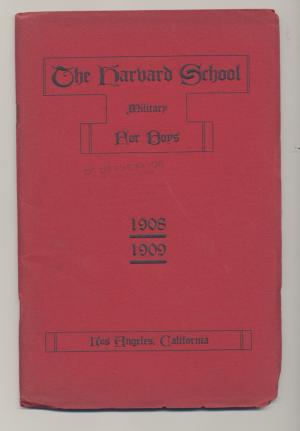 The Harvard School
Military
For Boys
1908
1909
Los Angeles, California